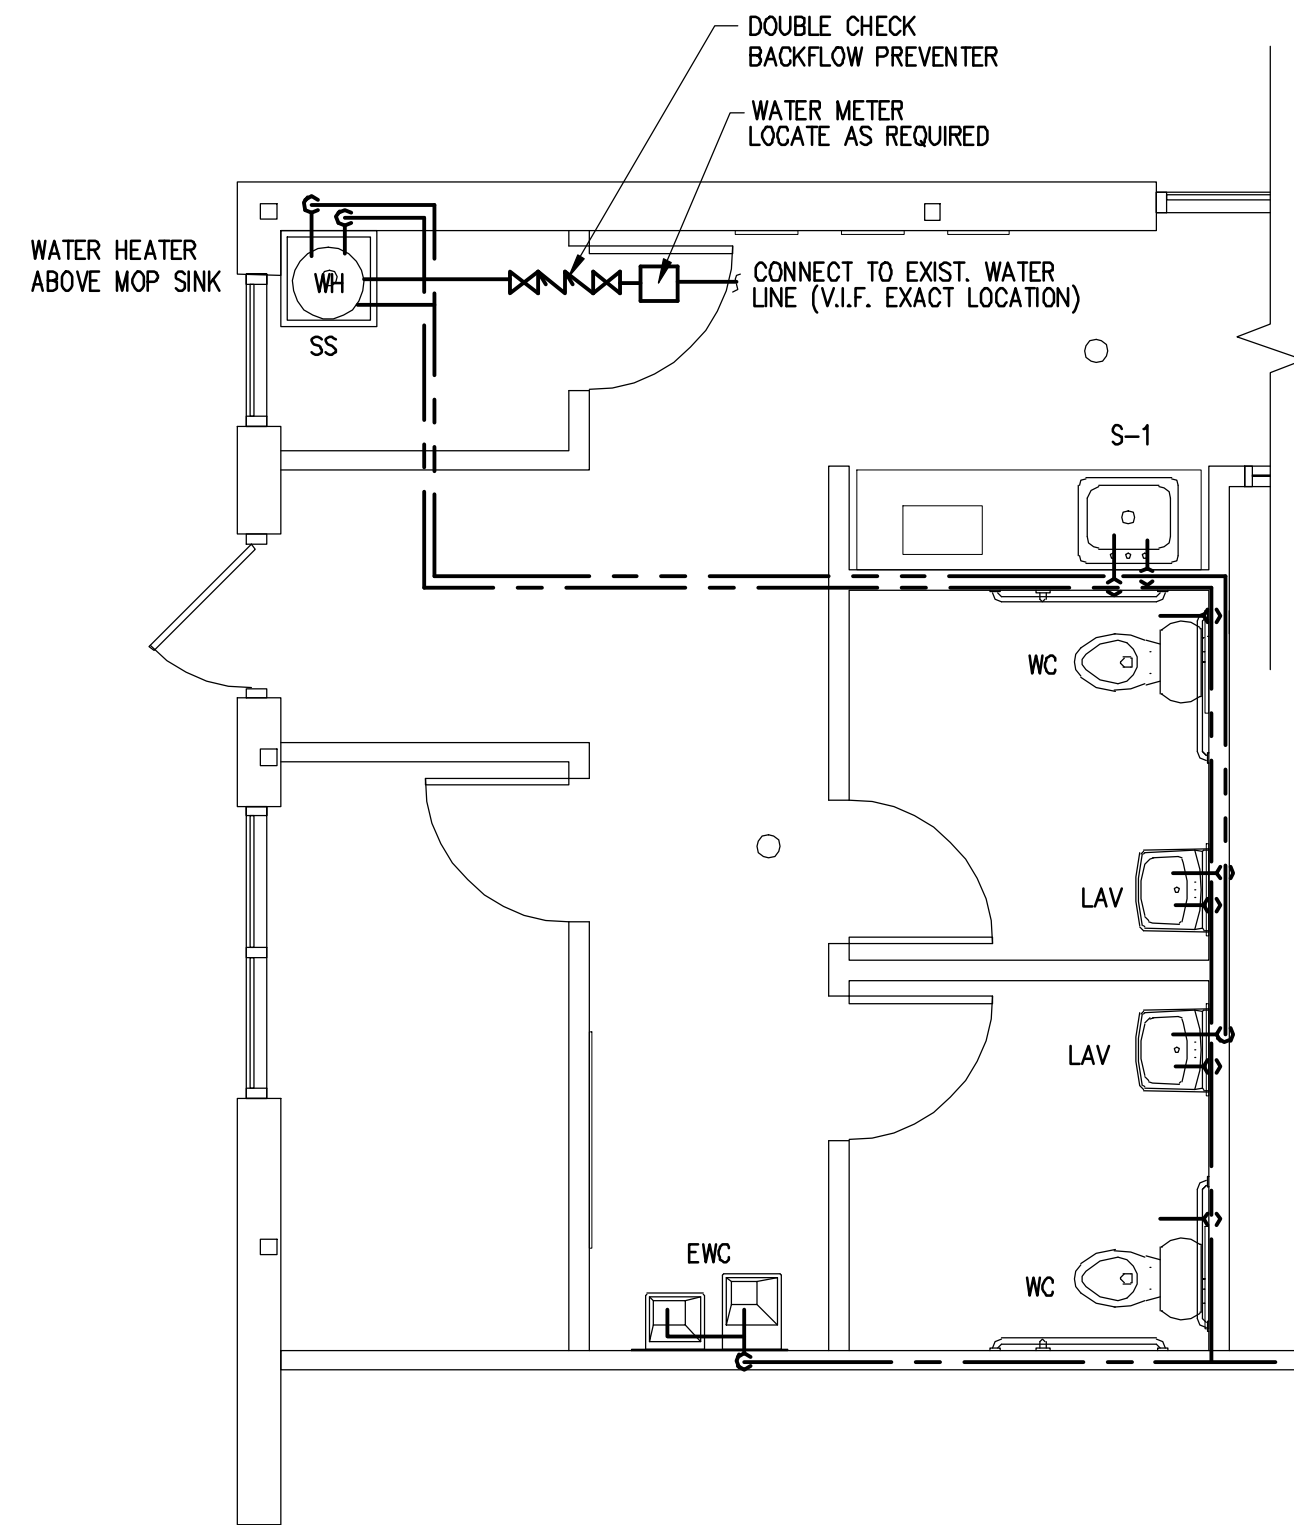 DOUBLE CHECK
BACKFLOW PREVENTER
WATER METER
LOCATE AS REQUIRED
WATER HEATER
ABOVE MOP SINK
WH
CONNECT TO EXIST. WATER
LINE (V.I.F. EXACT LOCATION)
SS
S-1
WC
LAV
LAV
EWC
WC